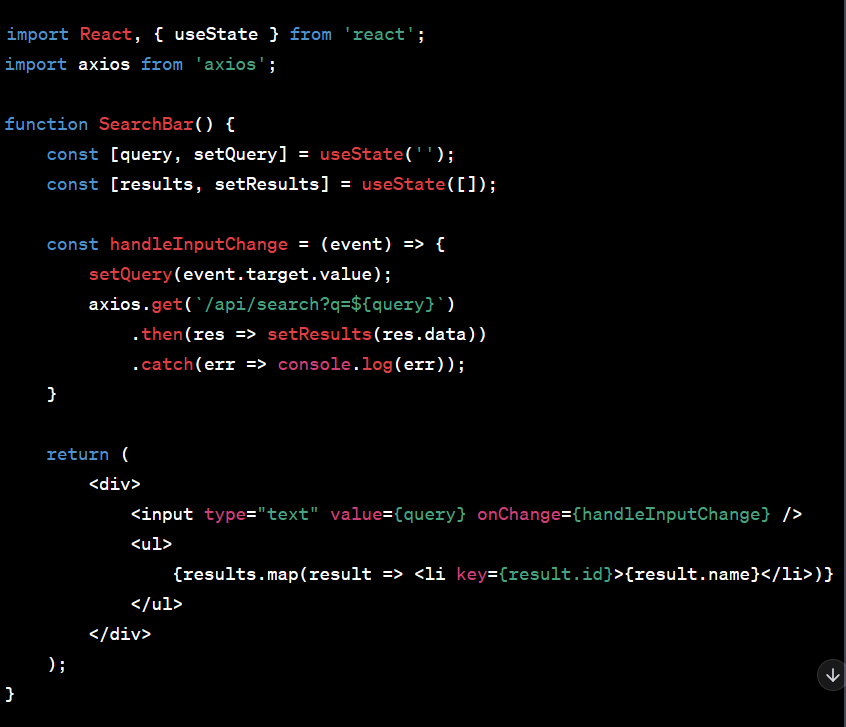 import React, { useState } from 'react';
import axios from 'axios';

function SearchBar() {
    const [query, setQuery] = useState('');
    const [results, setResults] = useState([]);

    const handleInputChange = (event) => {
        setQuery(event.target.value);
        axios.get(`/api/search?q=${query}`)
            .then(res => setResults(res.data))
            .catch(err => console.log(err));
    }

    return (
        <div>
            <input type="text" value={query} onChange={handleInputChange} />
            <ul>
                {results.map(result => <li key={result.id}>{result.name}</li>)}
            </ul>
        </div>
    );
}